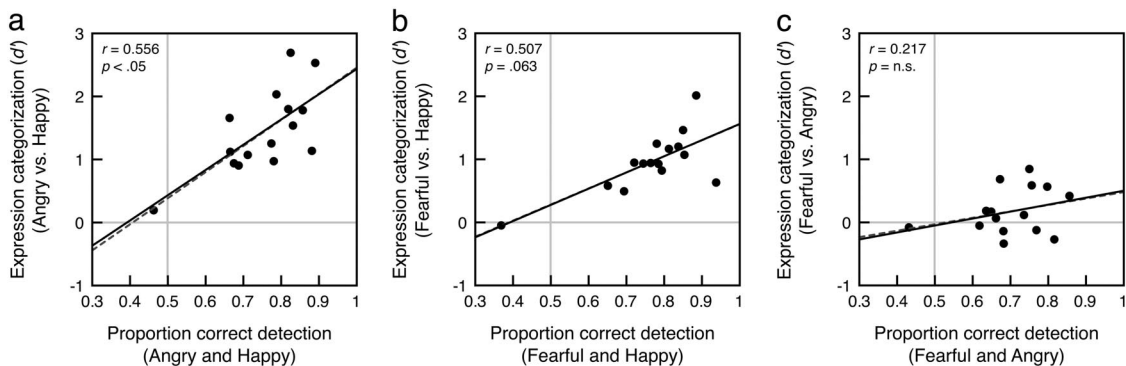 a
3
2
1
0
-1
r = 0.556
p < .05
Expression categorization (d')
(Angry vs. Happy)
0.3 0.4 0.5 0.6 0.7 0.8 0.9 1
Proportion correct detection
(Angry and Happy)
b
3
2
1
0
-1
r = 0.507
p = .063
Expression categorization (d')
(Fearful vs. Happy)
0.3 0.4 0.5 0.6 0.7 0.8 0.9 1
Proportion correct detection
(Fearful and Happy)
c
3
2
1
0
-1
r = 0.217
p = n.s.
Expression categorization (d')
(Fearful vs. Angry)
0.3 0.4 0.5 0.6 0.7 0.8 0.9 1
Proportion correct detection
(Fearful and Angry)